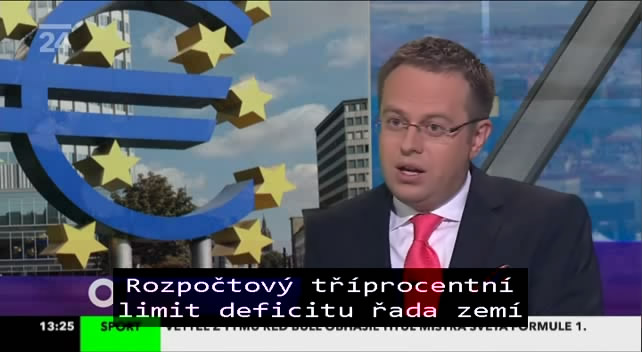 24
Rozpočtový tříprocentní
limit deficitu řada zemí
13:25 SPORT VETTEL Z TÝMU RED BULL OBHÁJIL TITUL MISTRA SVĚTA FORMULE 1.